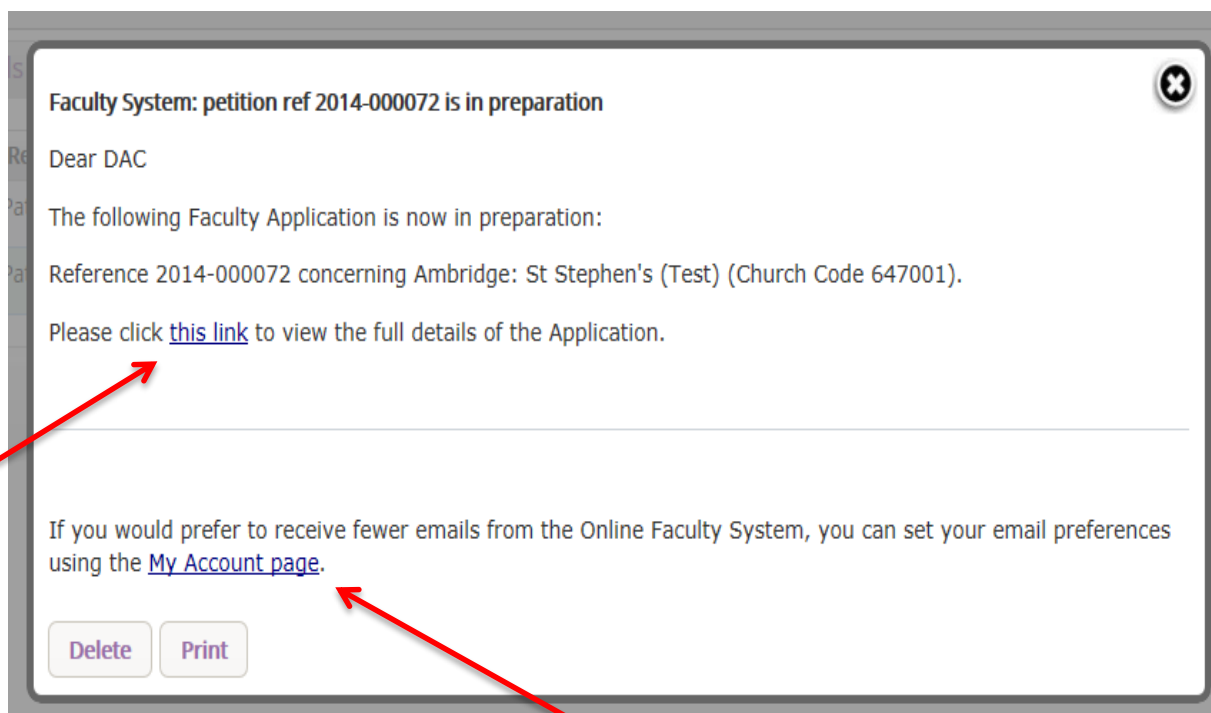 Faculty System: petition ref 2014-000072 is in preparation
Dear DAC
The following Faculty Application is now in preparation:
Reference 2014-000072 concerning Ambridge: St Stephen's (Test) (Church Code 647001).
Please click this link to view the full details of the Application.
If you would prefer to receive fewer emails from the Online Faculty System, you can set your email preferences
using the My Account page.
Delete Print